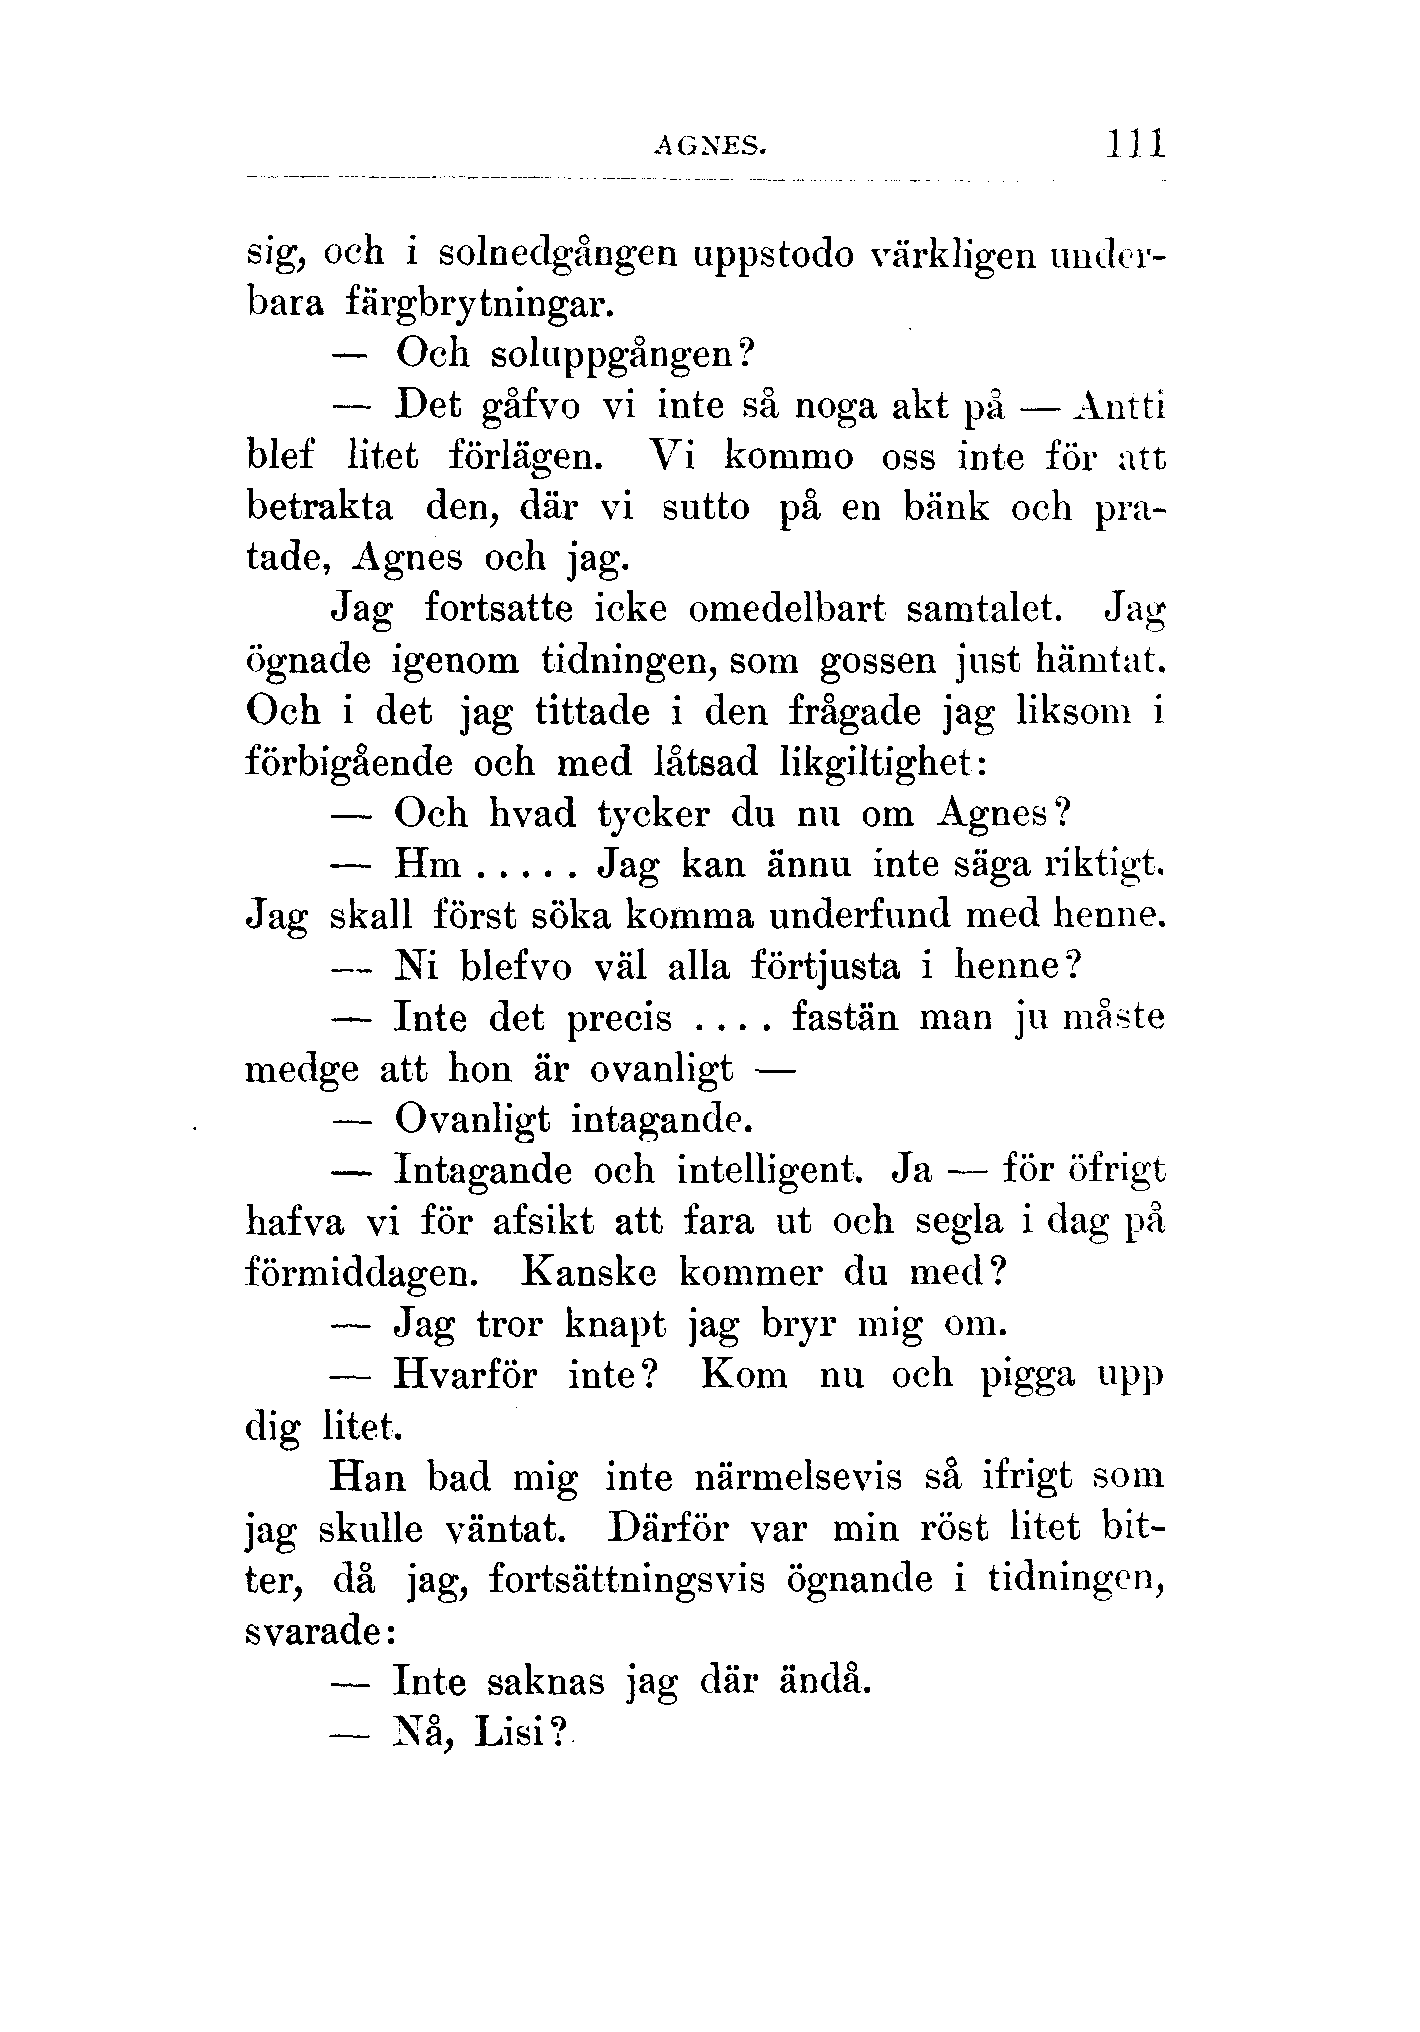 AGNES. 111
sig, och i solnedgången uppstodo värkligen under-
bara färgbrytningar.
— Och soluppgången?
— Det gåfvo vi inte så noga akt på — Antti
blef litet förlägen. Vi kommo oss inte för att
betrakta den, där vi sutto på en bänk och pra-
tade, Agnes och jag.
Jag fortsatte icke omedelbart samtalet. Jag
ögnade igenom tidningen, som gossen just hämtat.
Och i det jag tittade i den frågade jag liksom i
förbigående och med låtsad likgiltighet:
— Och hvad tycker du nu om Agnes?
— Hm . . . . . Jag kan ännu inte säga riktigt.
Jag skall först söka komma underfund med henne.
— Ni blefvo väl alla förtjusta i henne?
— Inte det precis . . . . fastän man ju måste
medge att hon är ovanligt —
— Ovanligt intagande.
— Intagande och intelligent. Ja — för öfrigt
hafva vi för afsikt att fara ut och segla i dag på
förmiddagen. Kanske kommer du med?
— Jag tror knapt jag bryr mig om.
— Hvarför inte? Kom nu och pigga upp
dig litet.
Han bad mig inte närmelsevis så ifrigt som
jag skulle väntat. Därför var min röst litet bit-
ter, då jag, fortsättningsvis ögnande i tidningen,
svarade:
— Inte saknas jag där ändå.
— Nå, Lisi?